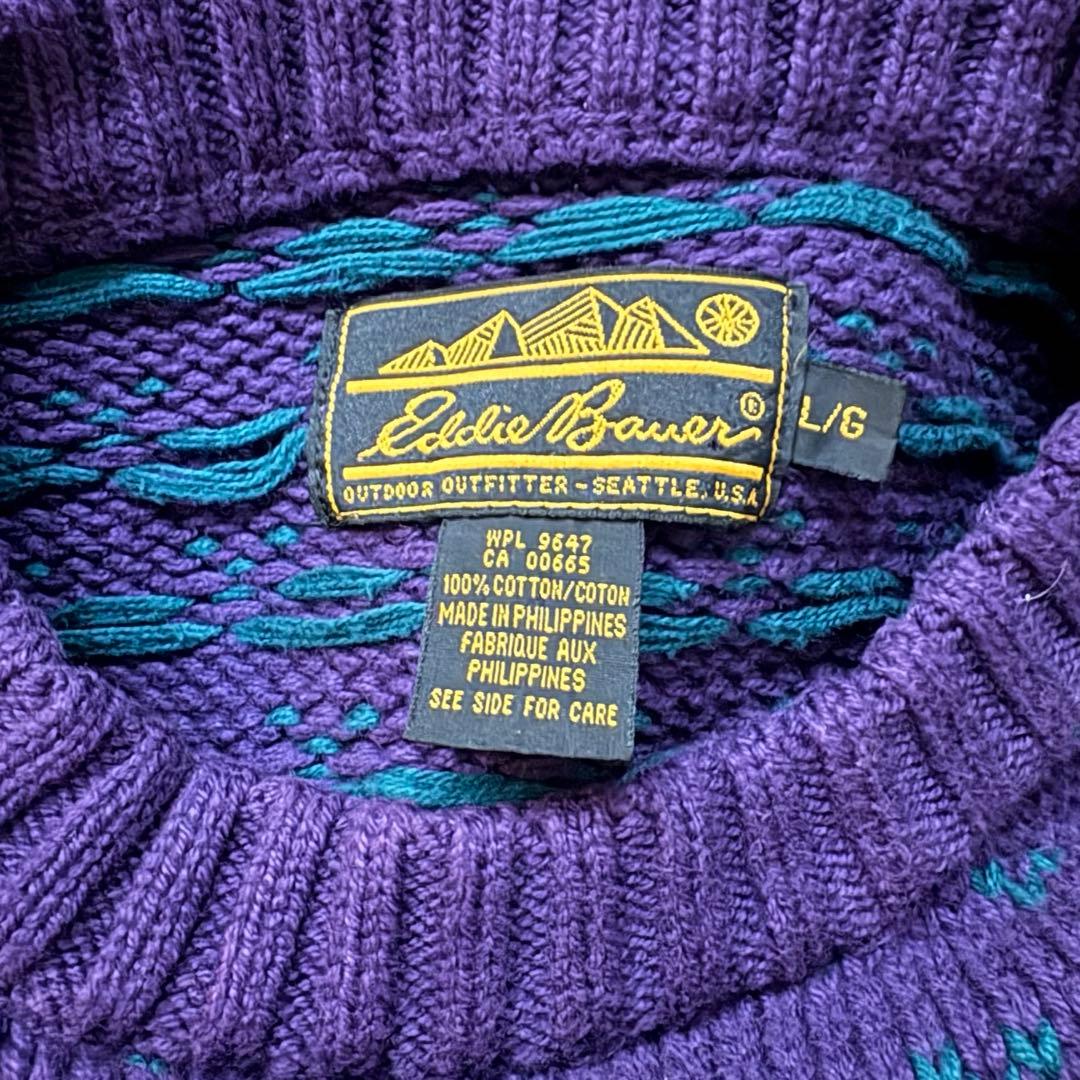 Eddie Bauer®
OUTDOOR OUTFITTER - SEATTLE, U.S.A
L/G
WPL 9647
CA 00665
100% COTTON/COTON
MADE IN PHILIPPINES
FABRIQUE AUX
PHILIPPINES
SEE SIDE FOR CARE